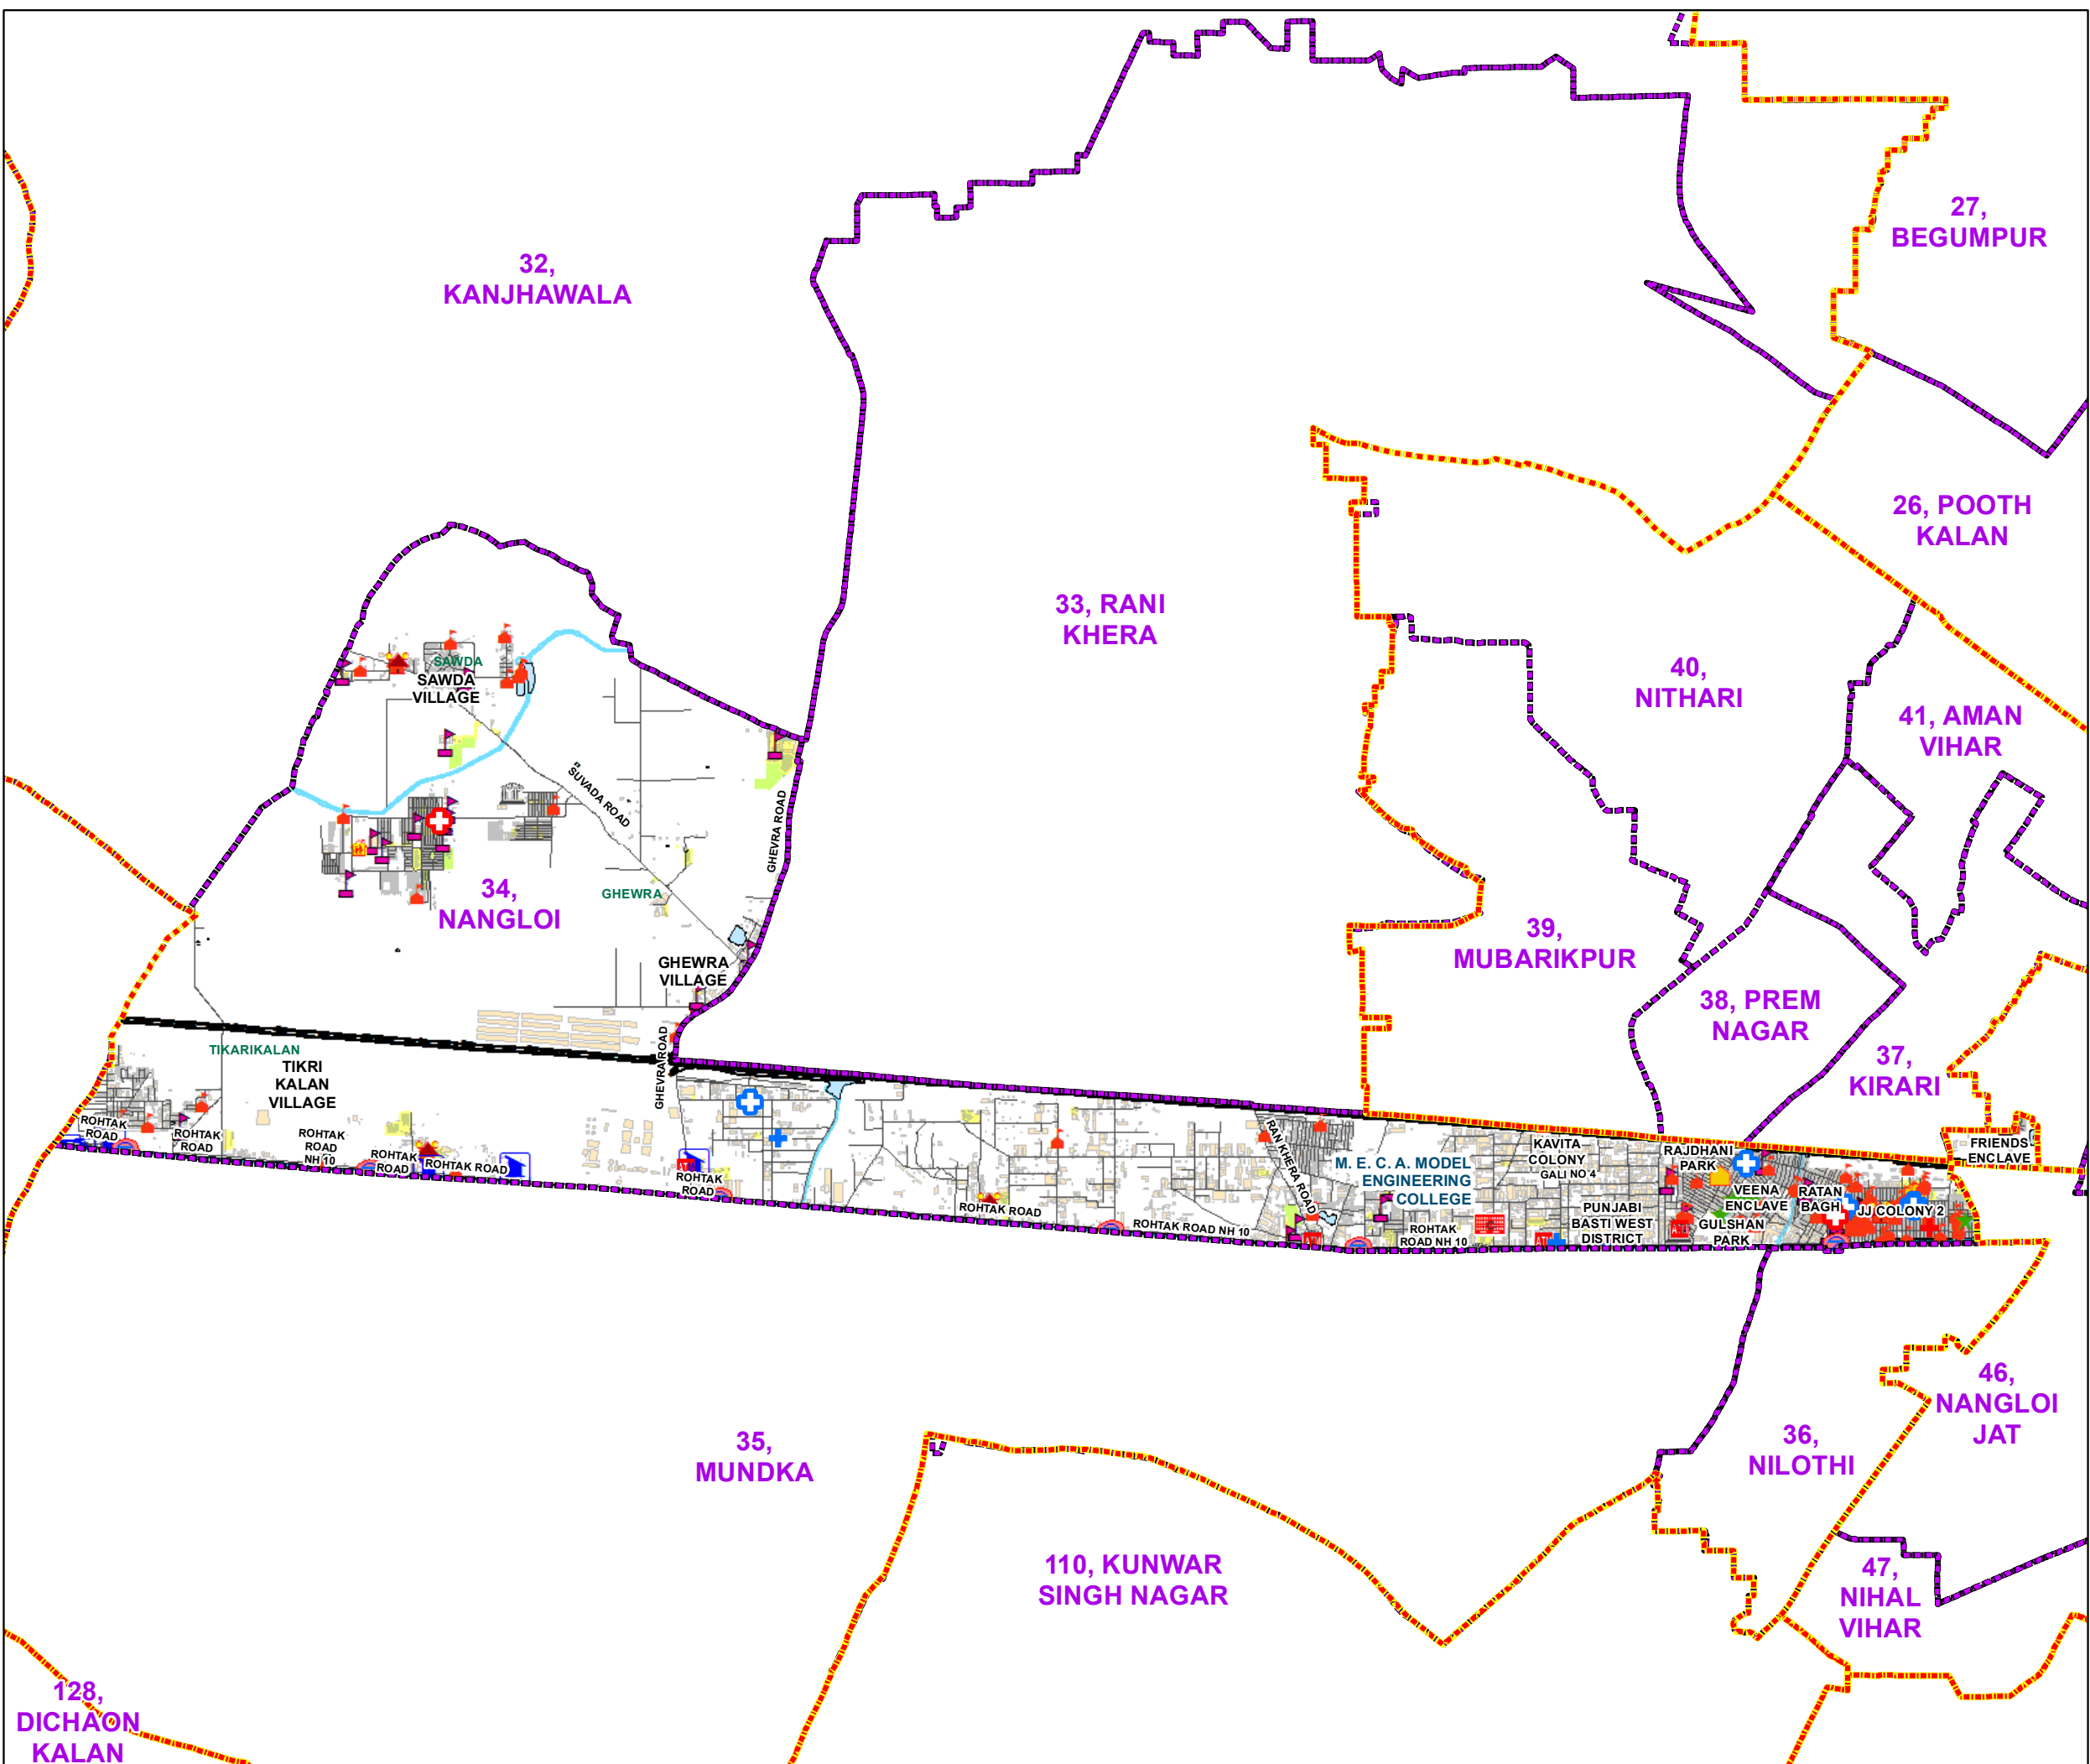 27,
BEGUMPUR
32,
KANJHAWALA
26, POOTH
KALAN
33, RANI
KHERA
40,
NITHARI
41, AMAN
VIHAR
SAWDA
SAWDA
VILLAGE
SUVADA ROAD
GHEVRA ROAD
34,
NANGLOI
GHEWRA
GHEWRA
VILLAGE
39,
MUBARIKPUR
38, PREM
NAGAR
37,
KIRARI
TIKARIKALAN
TIKRI
KALAN
VILLAGE
GHEVRA ROAD
ROHTAK
ROAD
ROHTAK
ROAD
ROHTAK
ROAD
NH 10
ROHTAK
ROAD
ROHTAK ROAD
ROHTAK
ROAD
ROHTAK ROAD
ROHTAK ROAD NH 10
RANI KHERA ROAD
M. E. C. A. MODEL
ENGINEERING
COLLEGE
ROHTAK
ROAD NH 10
KAVITA
COLONY
GALI NO 4
PUNJABI
BASTI WEST
DISTRICT
RAJDHANI
PARK
VEENA
ENCLAVE
GULSHAN
PARK
RATAN
BAGH
JJ COLONY 2
FRIENDS
ENCLAVE
35,
MUNDKA
46,
NANGLOI
JAT
36,
NILOTHI
110, KUNWAR
SINGH NAGAR
47,
NIHAL
VIHAR
128,
DICHAON
KALAN